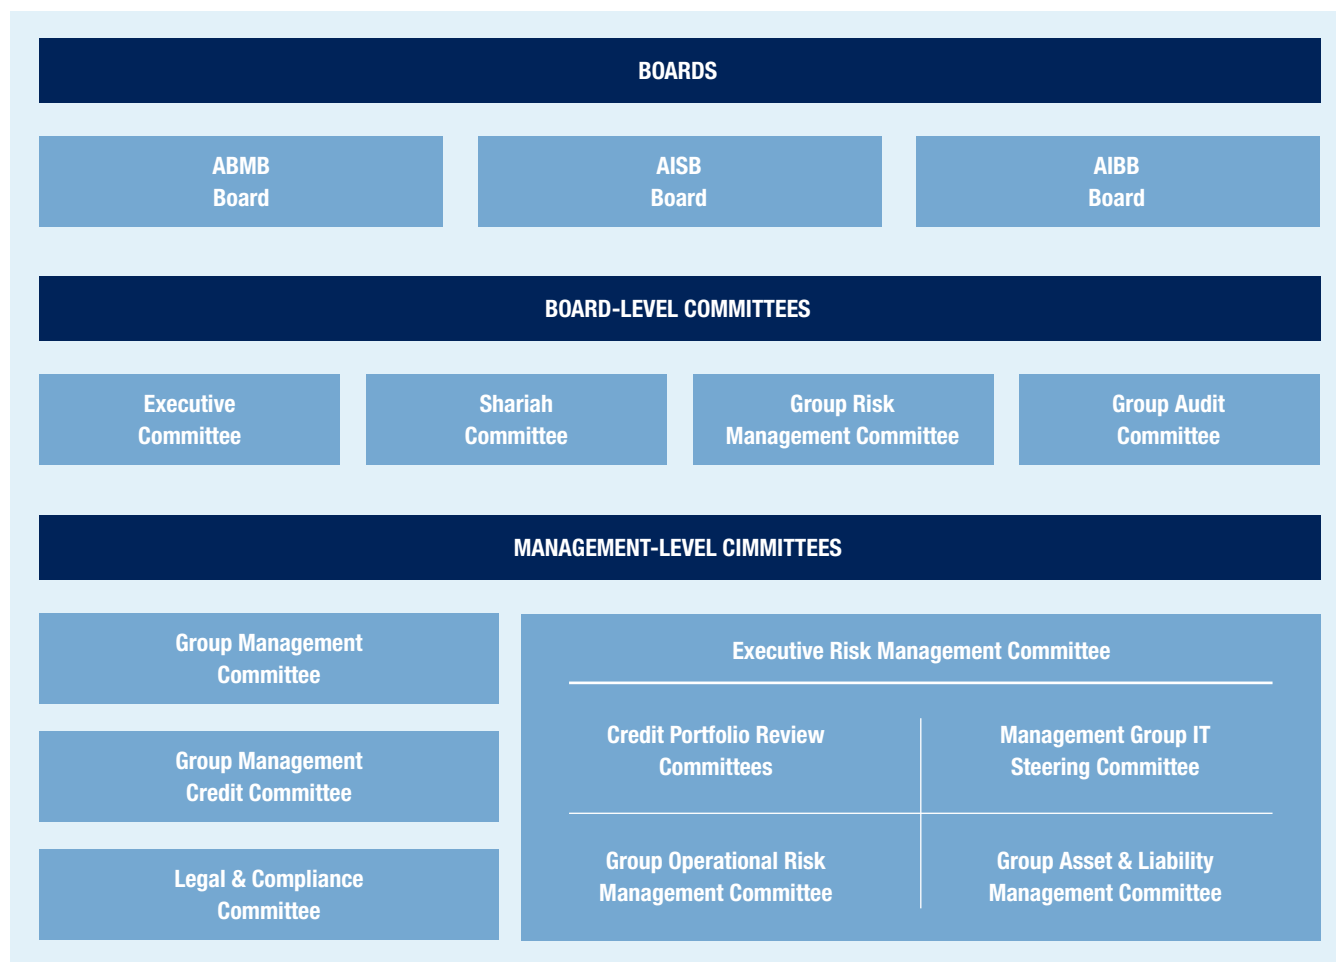 BOARDS
ABMB
Board
AISB
Board
AIBB
Board
BOARD-LEVEL COMMITTEES
Executive
Committee
Shariah
Committee
Group Risk
Management Committee
Group Audit
Committee
MANAGEMENT-LEVEL CIMMITTEES
Group Management
Committee
Group Management
Credit Committee
Legal & Compliance
Committee
Executive Risk Management Committee
Credit Portfolio Review
Committees
Management Group IT
Steering Committee
Group Operational Risk
Management Committee
Group Asset & Liability
Management Committee